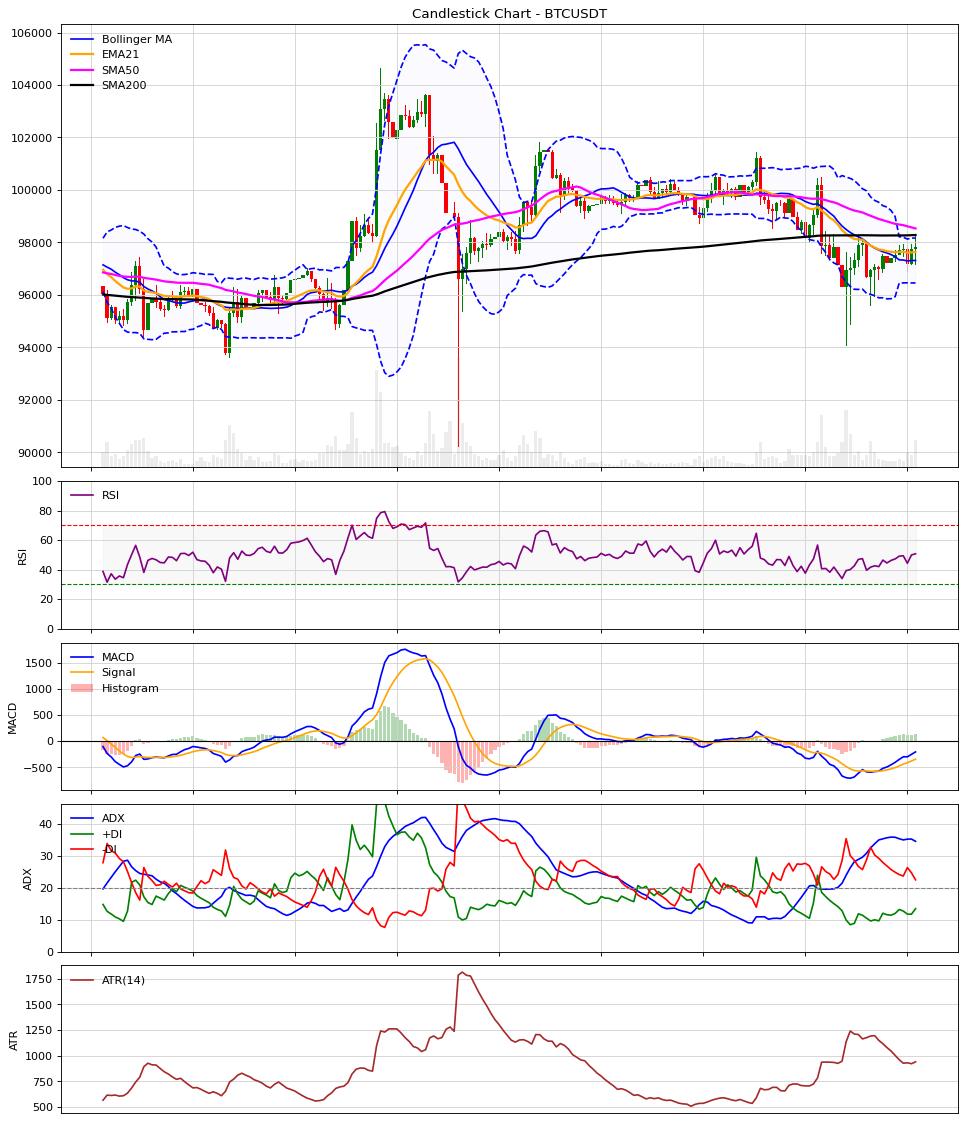 Candlestick Chart - BTCUSDT
Bollinger MA
EMA21
SMA50
SMA200
106000
104000
102000
100000
98000
96000
94000
92000
90000
RSI
RSI
100
80
60
40
20
0
MACD
MACD
Signal
Histogram
1500
1000
500
0
−500
ADX
ADX
+DI
-DI
40
30
20
10
0
ATR
ATR(14)
1750
1500
1250
1000
750
500